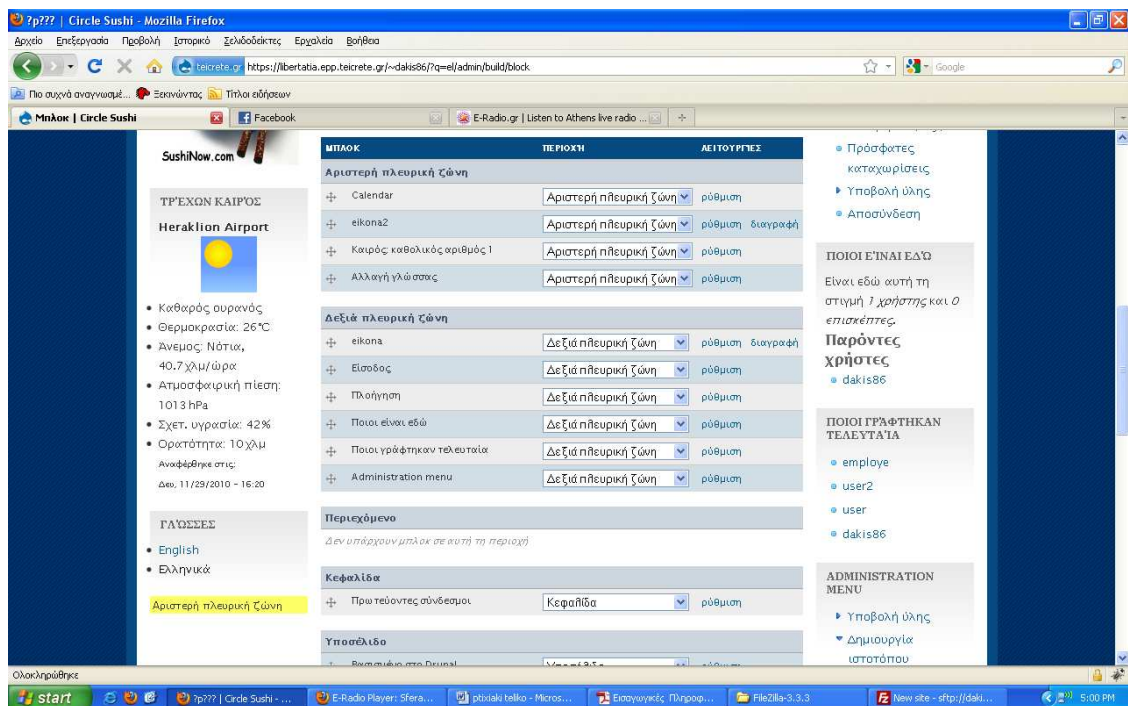 ?p??? | Circle Sushi - Mozilla Firefox
Αρχείο Επεξεργασία Προβολή Ιστορικό Σελιδοδείκτες Εργαλεία Βοήθεια
teicrete.gr https://libertatia.epp.teicrete.gr/~dakis86/?q=el/admin/build/block
Google
Πιο συχνά αναγνωσμέ... Ξεκινώντας Τίτλοι ειδήσεων
Μπλοκ | Circle Sushi
Facebook
E-Radio.gr | Listen to Athens live radio ...
SushiNow.com
ΤΡΈΧΩΝ ΚΑΙΡΌΣ
Heraklion Airport
Καθαρός ουρανός
Θερμοκρασία: 26°C
Άνεμος: Νότια,
40.7 χλμ/ώρα
Ατμοσφαιρική πίεση:
1013 hPa
Σχετ. υγρασία: 42%
Ορατότητα: 10 χλμ
Αναφέρθηκε στις:
Δευ, 11/29/2010 - 16:20
ΓΛΏΣΣΕΣ
English
Ελληνικά
Αριστερή πλευρική ζώνη
ΜΠΛΟΚ ΠΕΡΙΟΧΉ ΛΕΙΤΟΥΡΓΊΕΣ
Αριστερή πλευρική ζώνη
Calendar Αριστερή πλευρική ζώνη ρύθμιση
eikona2 Αριστερή πλευρική ζώνη ρύθμιση διαγραφή
Καιρός: καθολικός αριθμός 1 Αριστερή πλευρική ζώνη ρύθμιση
Αλλαγή γλώσσας Αριστερή πλευρική ζώνη ρύθμιση
Δεξιά πλευρική ζώνη
eikona Δεξιά πλευρική ζώνη ρύθμιση διαγραφή
Είσοδος Δεξιά πλευρική ζώνη ρύθμιση
Πλοήγηση Δεξιά πλευρική ζώνη ρύθμιση
Ποιοι είναι εδώ Δεξιά πλευρική ζώνη ρύθμιση
Ποιοι γράφτηκαν τελευταία Δεξιά πλευρική ζώνη ρύθμιση
Administration menu Δεξιά πλευρική ζώνη ρύθμιση
Περιεχόμενο
Δεν υπάρχουν μπλοκ σε αυτή τη περιοχή
Κεφαλίδα
Πρωτεύοντες σύνδεσμοι Κεφαλίδα ρύθμιση
Υποσέλιδο
Βασισμένο στο Drupal Υποσέλιδο ρύθμιση
Πρόσφατες
καταχωρίσεις
Υποβολή ύλης
Αποσύνδεση
ΠΟΙΟΙ ΕΊΝΑΙ ΕΔΏ
Είναι εδώ αυτή τη
στιγμή 1 χρήστης και 0
επισκέπτες.
Παρόντες
χρήστες
dakis86
ΠΟΙΟΙ ΓΡΆΦΤΗΚΑΝ
ΤΕΛΕΥΤΑΊΑ
employe
user2
user
dakis86
ADMINISTRATION
MENU
Υποβολή ύλης
Δημιουργία
ιστοτόπου
Ολοκληρώθηκε
start
?p??? | Circle Sushi - ...
E-Radio Player: Sfera...
ptixiaki teliko - Micros...
Εισαγωγικές Πληροφ...
FileZilla-3.3.3
New site - sftp://daki...
5:00 PM